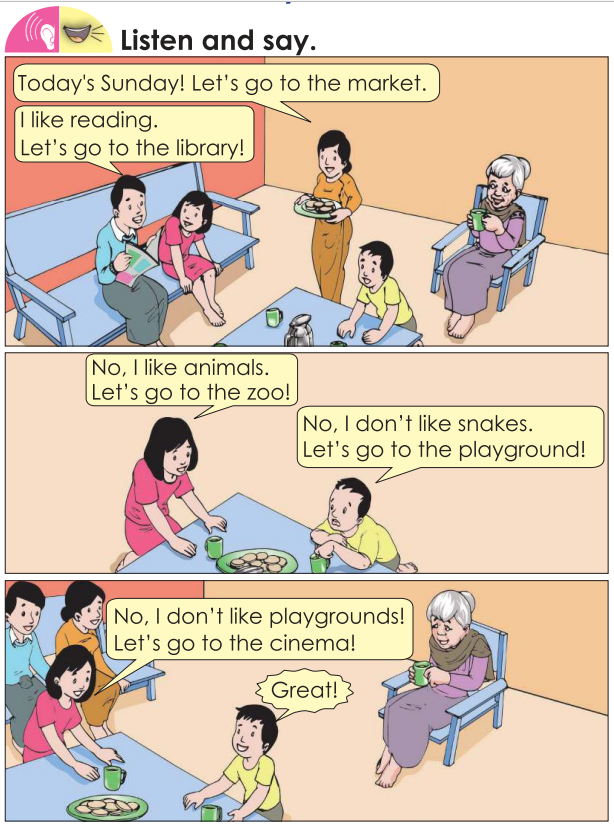 Listen and say.
Today's Sunday! Let's go to the market.
I like reading.
Let's go to the library!
No, I like animals.
Let's go to the zoo!
No, I don't like snakes.
Let's go to the playground!
No, I don't like playgrounds!
Let's go to the cinema!
Great!